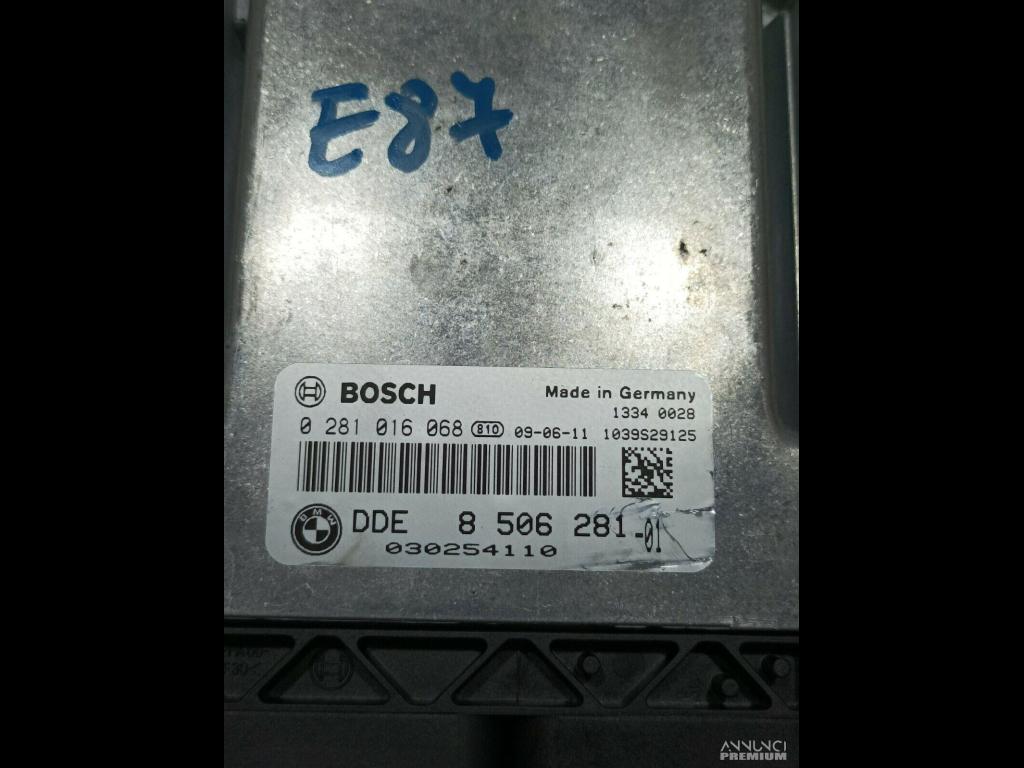 E87
BOSCH
Made in Germany
1334 0028
0 281 016 068 810 09-06-11 1039S29125
BMW
DDE 8 506 281-01
030254110
ANNUNCI
PREMIUM